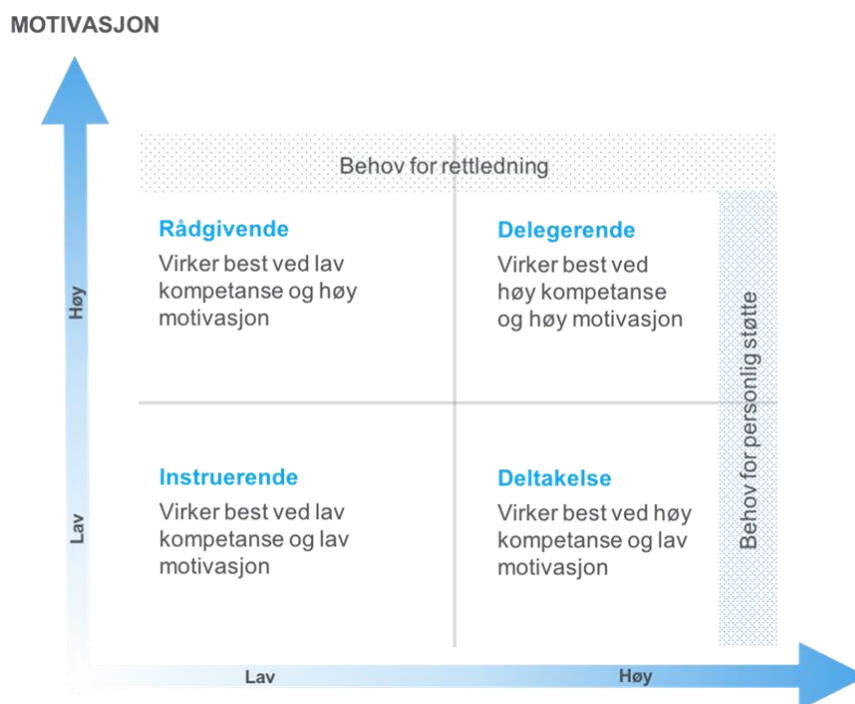 MOTIVASJON
Behov for rettledning
Rådgivende
Virker best ved lav
kompetanse og høy
motivasjon
Delegerende
Virker best ved
høy kompetanse
og høy motivasjon
Høy
Behov for personlig støtte
Instruerende
Virker best ved lav
kompetanse og lav
motivasjon
Deltakelse
Virker best ved høy
kompetanse og lav
motivasjon
Lav
Lav
Høy